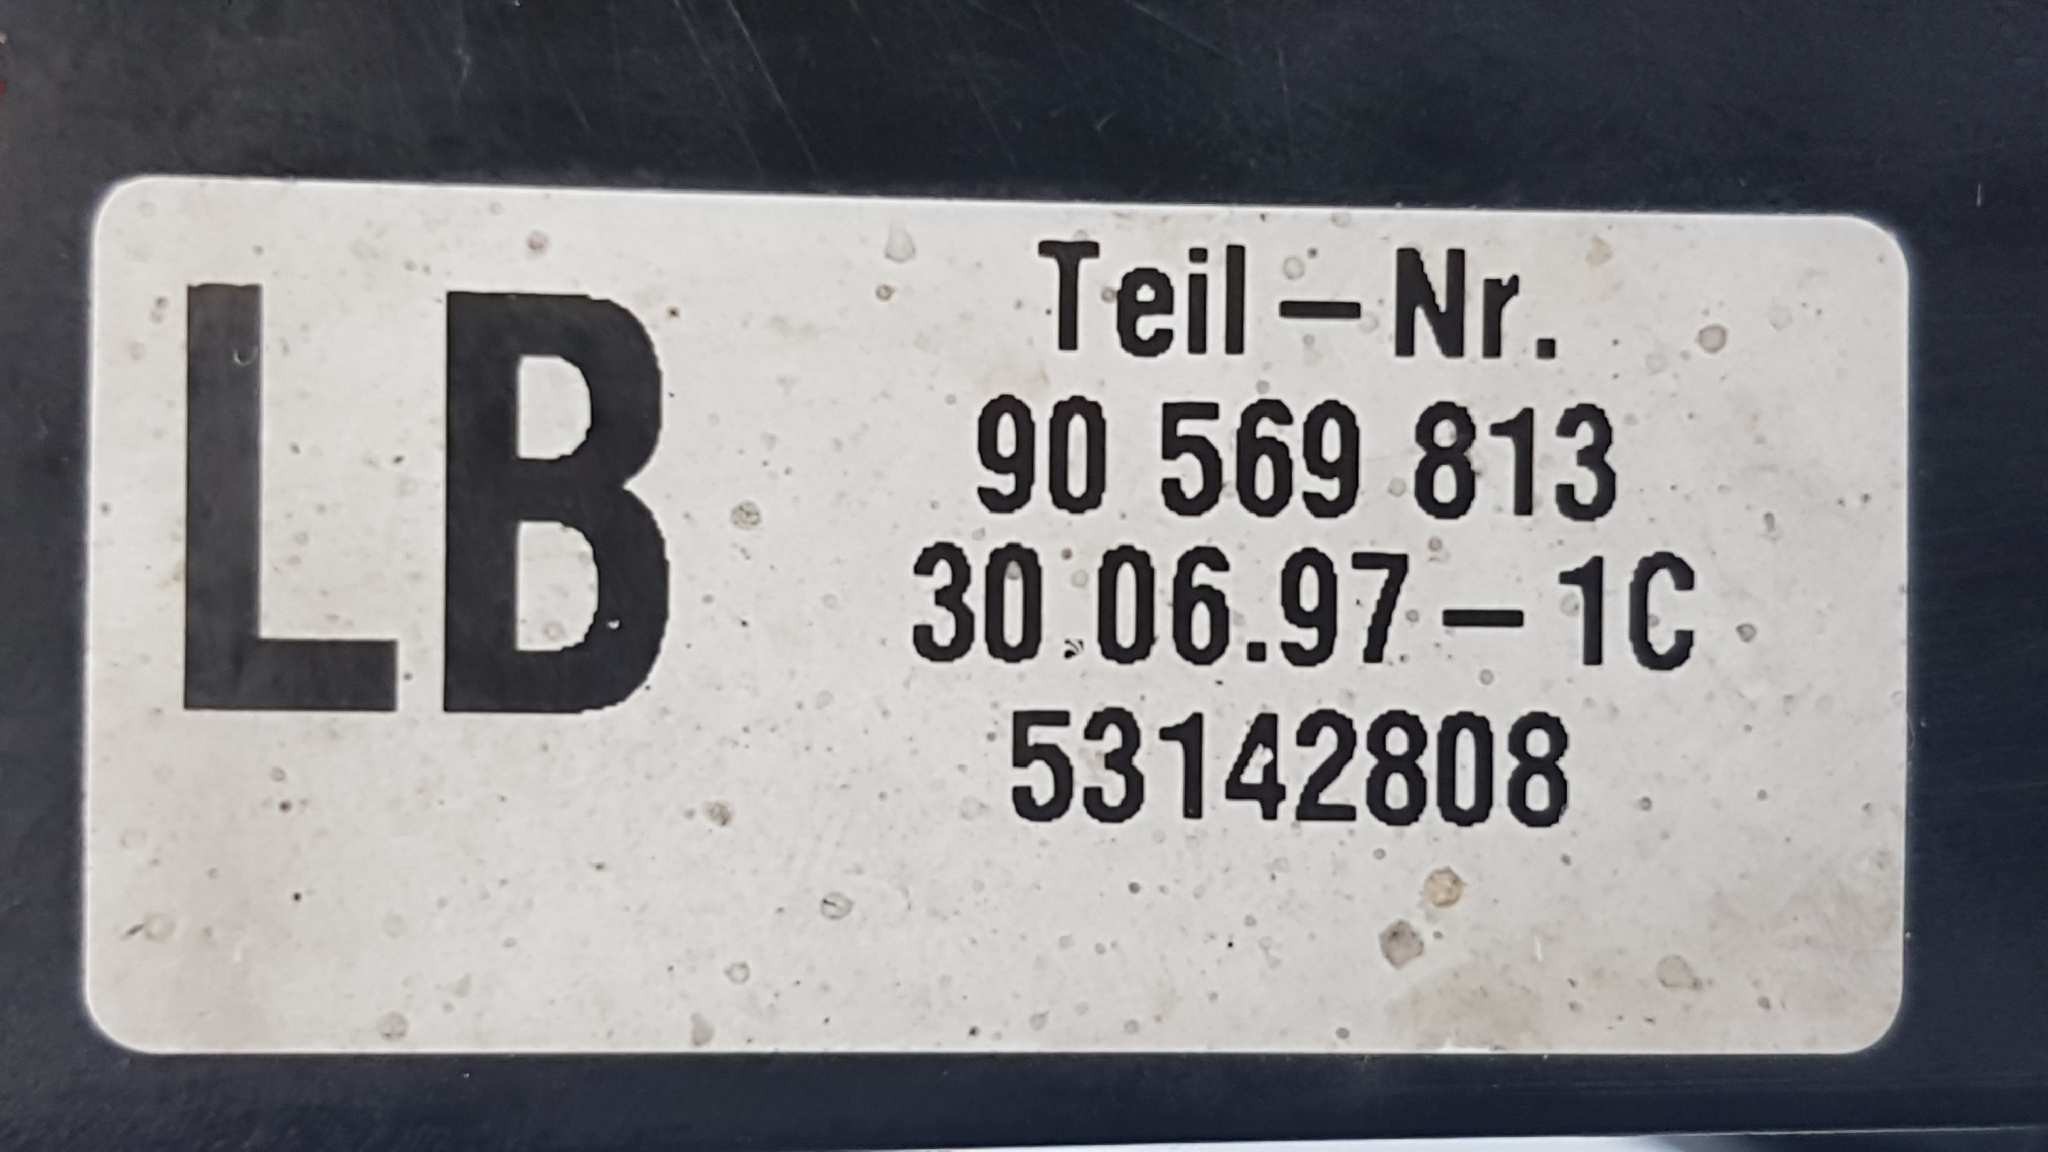 LB
Teil-Nr.
90 569 813
30.06.97-1C
53142808